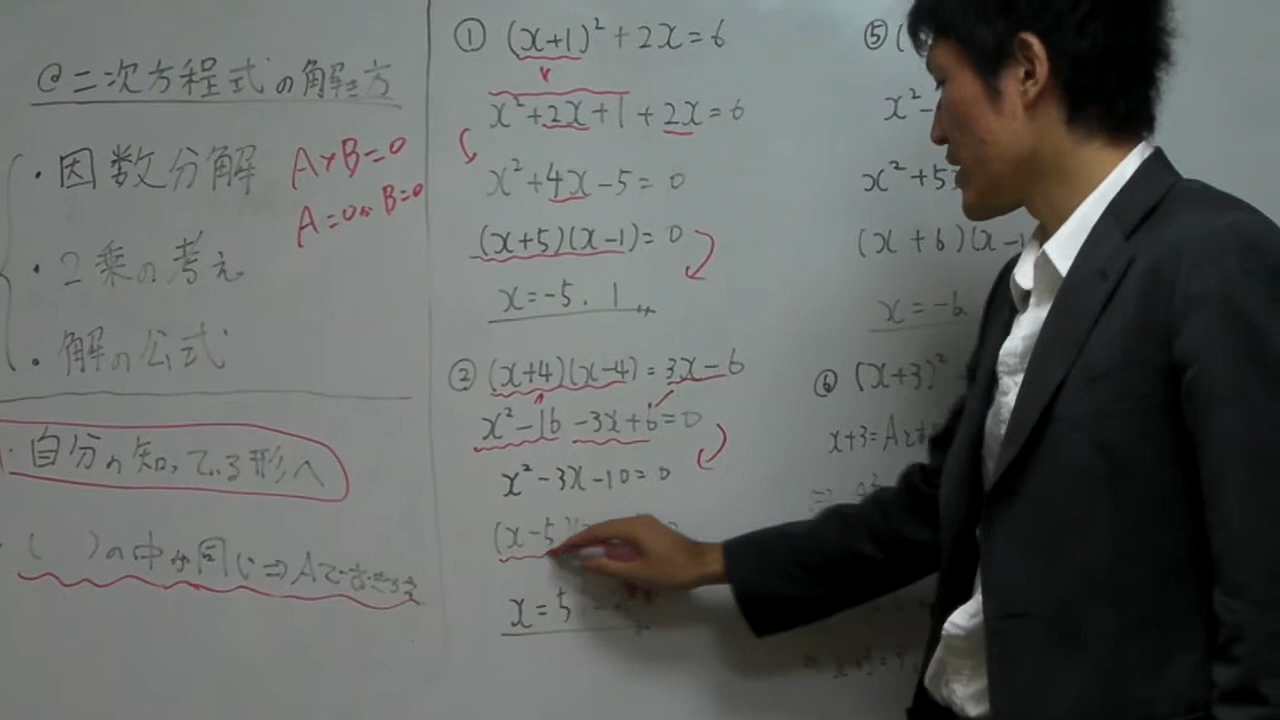 @二次方程式の解き方
・因数分解 A×B=0
A=0 or B=0
・2乗の考え
・解の公式
・自分の知っている形へ
・( )の中が同じ⇒Aでおきかえ
① (x+1)²+2x=6
x²+2x+1+2x=6
x²+4x-5=0
(x+5)(x-1)=0
x=-5, 1
② (x+4)(x-4)=3x-6
x²-16-3x+6=0
x²-3x-10=0
(x-5)
x=5
⑤ (
x²-
x²+5
(x+6)(x-1
x=-6
⑥ (x+3)²
x+3=Aとお